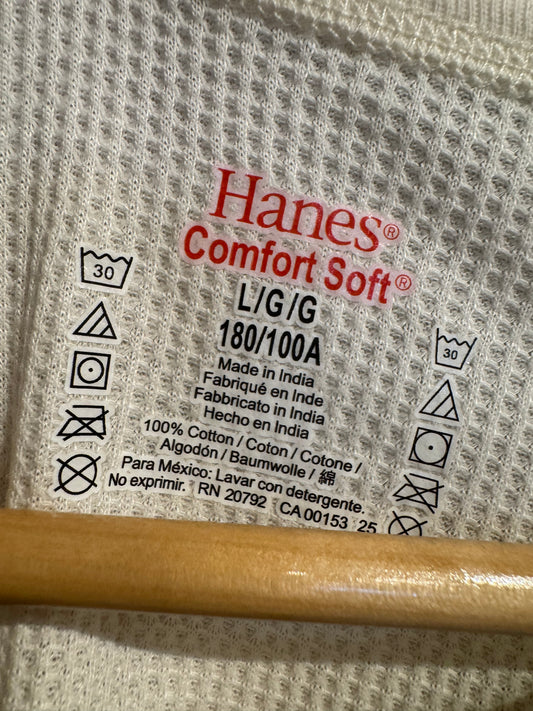 Hanes®
Comfort Soft®
L/G/G
180/100A
Made in India
Fabriqué en Inde
Fabbricato in India
Hecho en India
100% Cotton / Coton / Cotone /
Algodón / Baumwolle / 綿
Para México: Lavar con detergente.
No exprimir. RN 20792 CA 00153 25
30
30